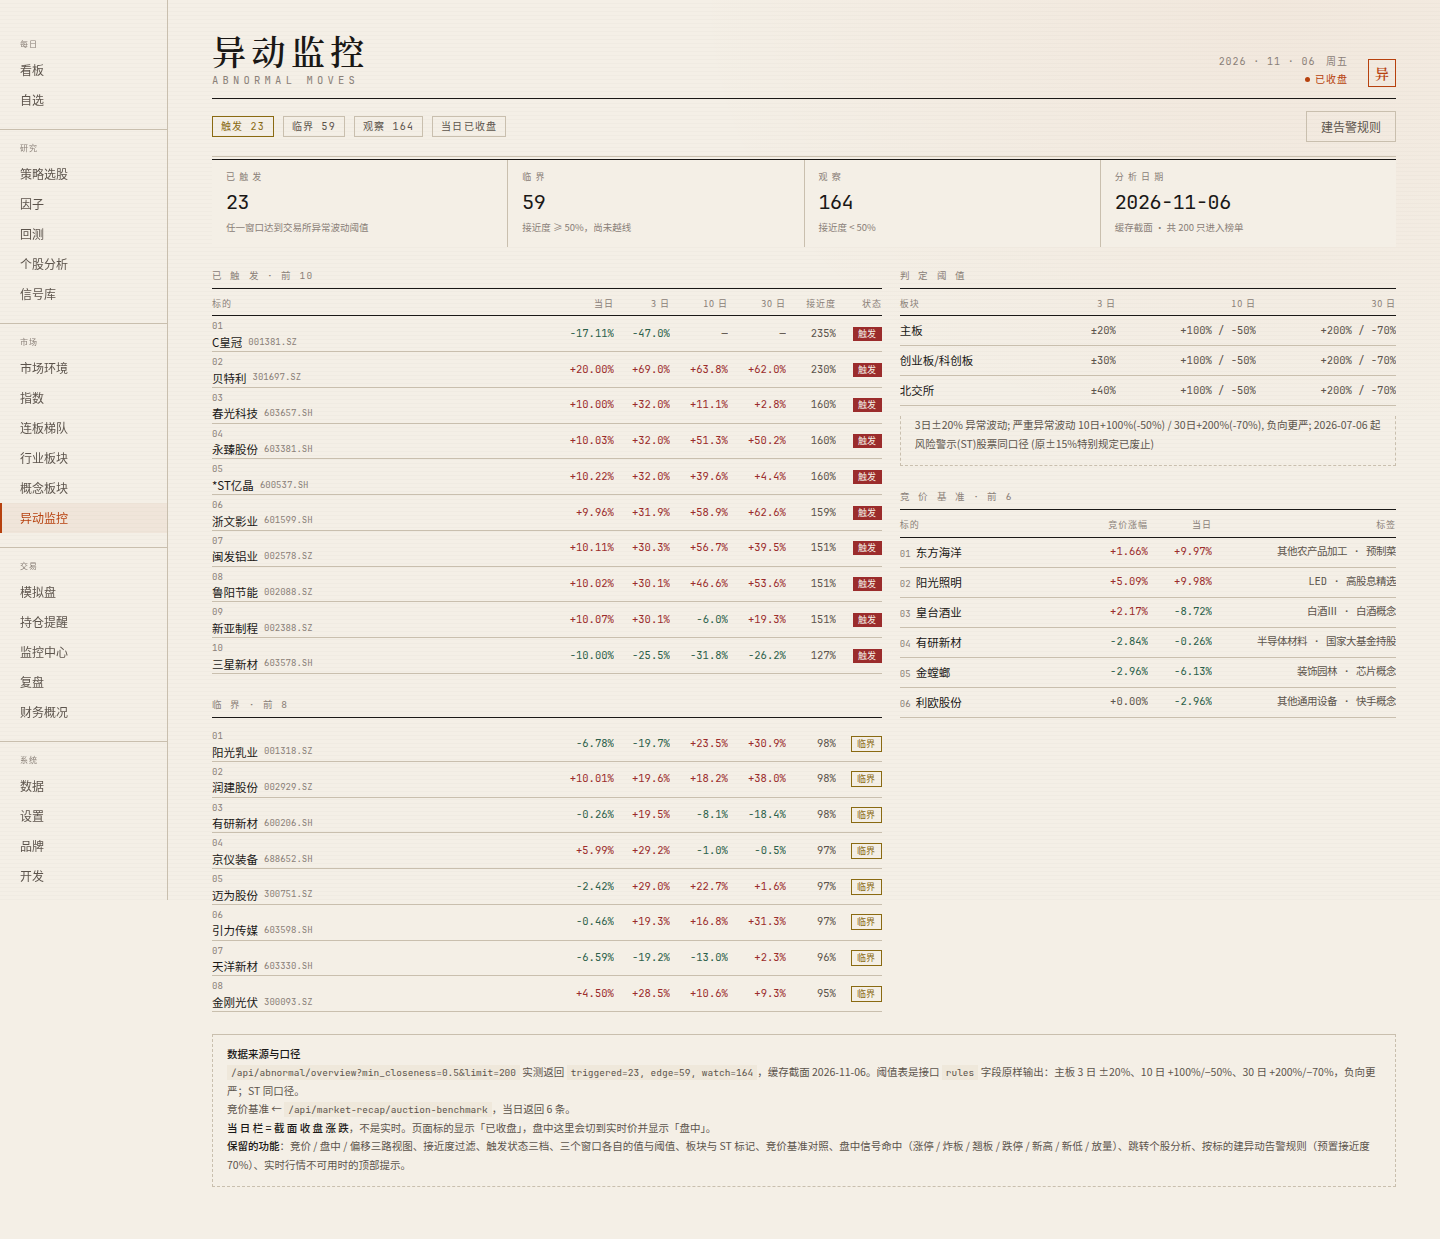 每日
看板
自选
研究
策略选股
因子
回测
个股分析
信号库
市场
市场环境
指数
连板梯队
行业板块
概念板块
异动监控
交易
模拟盘
持仓提醒
监控中心
复盘
财务概况
系统
数据
设置
品牌
开发
异动监控
ABNORMAL MOVES
2026 · 11 · 06 周五
已收盘
异
触发 23 临界 59 观察 164 当日已收盘 建告警规则
已触发
23
任一窗口达到交易所异常波动阈值
临界
59
接近度 ≥ 50%，尚未越线
观察
164
接近度 < 50%
分析日期
2026-11-06
缓存截面 · 共 200 只进入榜单
已触发 · 前 10
标的 当日 3 日 10 日 30 日 接近度 状态
01
C皇冠 001381.SZ -17.11% -47.0% — — 235% 触发
02
贝特利 301697.SZ +20.00% +69.0% +63.8% +62.0% 230% 触发
03
春光科技 603657.SH +10.00% +32.0% +11.1% +2.8% 160% 触发
04
永臻股份 603381.SH +10.03% +32.0% +51.3% +50.2% 160% 触发
05
*ST亿晶 600537.SH +10.22% +32.0% +39.6% +4.4% 160% 触发
06
浙文影业 601599.SH +9.96% +31.9% +58.9% +62.6% 159% 触发
07
闽发铝业 002578.SZ +10.11% +30.3% +56.7% +39.5% 151% 触发
08
鲁阳节能 002088.SZ +10.02% +30.1% +46.6% +53.6% 151% 触发
09
新亚制程 002388.SZ +10.07% +30.1% -6.0% +19.3% 151% 触发
10
三星新材 603578.SH -10.00% -25.5% -31.8% -26.2% 127% 触发
临界 · 前 8
01
阳光乳业 001318.SZ -6.78% -19.7% +23.5% +30.9% 98% 临界
02
润建股份 002929.SZ +10.01% +19.6% +18.2% +38.0% 98% 临界
03
有研新材 600206.SH -0.26% +19.5% -8.1% -18.4% 98% 临界
04
京仪装备 688652.SH +5.99% +29.2% -1.0% -0.5% 97% 临界
05
迈为股份 300751.SZ -2.42% +29.0% +22.7% +1.6% 97% 临界
06
引力传媒 603598.SH -0.46% +19.3% +16.8% +31.3% 97% 临界
07
天洋新材 603330.SH -6.59% -19.2% -13.0% +2.3% 96% 临界
08
金刚光伏 300093.SZ +4.50% +28.5% +10.6% +9.3% 95% 临界
判定阈值
板块 3 日 10 日 30 日
主板 ±20% +100% / -50% +200% / -70%
创业板/科创板 ±30% +100% / -50% +200% / -70%
北交所 ±40% +100% / -50% +200% / -70%
3日±20% 异常波动; 严重异常波动 10日+100%(-50%) / 30日+200%(-70%), 负向更严; 2026-07-06 起
风险警示(ST)股票同口径 (原±15%特别规定已废止)
竞价基准 · 前 6
标的 竞价涨幅 当日 标签
01 东方海洋 +1.66% +9.97% 其他农产品加工 · 预制菜
02 阳光照明 +5.09% +9.98% LED · 高股息精选
03 皇台酒业 +2.17% -8.72% 白酒III · 白酒概念
04 有研新材 -2.84% -0.26% 半导体材料 · 国家大基金持股
05 金螳螂 -2.96% -6.13% 装饰园林 · 芯片概念
06 利欧股份 +0.00% -2.96% 其他通用设备 · 快手概念
数据来源与口径
/api/abnormal/overview?min_closeness=0.5&limit=200 实测返回 triggered=23, edge=59, watch=164，缓存截面 2026-11-06。阈值表是接口 rules 字段原样输出：主板 3 日 ±20%、10 日 +100%/−50%、30 日 +200%/−70%，负向更
严；ST 同口径。
竞价基准 ← /api/market-recap/auction-benchmark，当日返回 6 条。
当日栏=截面收盘涨跌，不是实时。页面标的显示「已收盘」，盘中这里会切到实时价并显示「盘中」。
保留的功能：竞价 / 盘中 / 偏移三路视图、接近度过滤、触发状态三档、三个窗口各自的值与阈值、板块与 ST 标记、竞价基准对照、盘中信号命中（涨停 / 炸板 / 翘板 / 跌停 / 新高 / 新低 / 放量）、跳转个股分析、按标的建异动告警规则（预置接近度
70%）、实时行情不可用时的顶部提示。